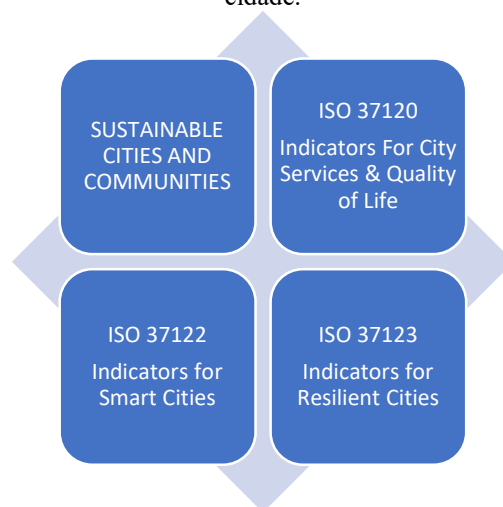 cidade.
SUSTAINABLE
CITIES AND
COMMUNITIES
ISO 37120
Indicators For City
Services & Quality
of Life
ISO 37122
Indicators for
Smart Cities
ISO 37123
Indicators for
Resilient Cities